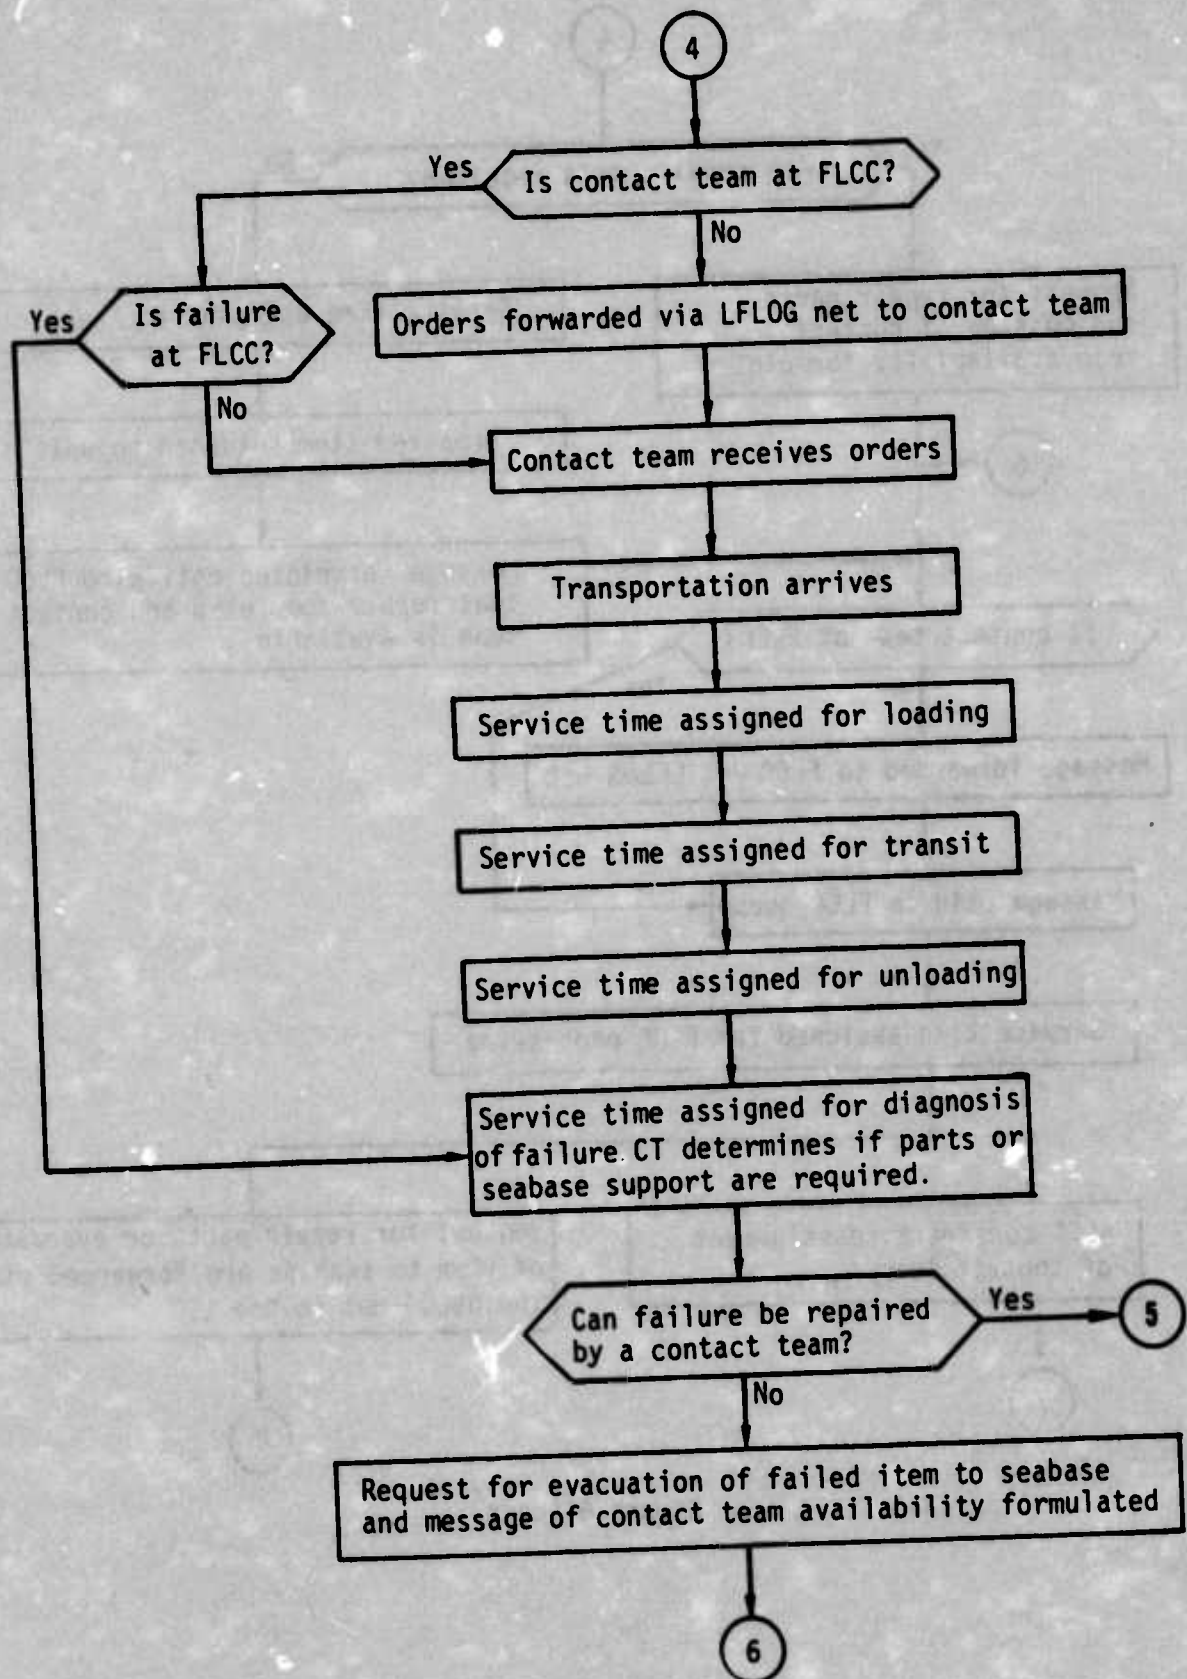 4
Is contact team at FLCC?
Yes
No
Is failure
at FLCC?
Yes
No
Orders forwarded via LFLOG net to contact team
Contact team receives orders
Transportation arrives
Service time assigned for loading
Service time assigned for transit
Service time assigned for unloading
Service time assigned for diagnosis
of failure. CT determines if parts or
seabase support are required.
Can failure be repaired
by a contact team?
Yes
5
No
Request for evacuation of failed item to seabase
and message of contact team availability formulated
6